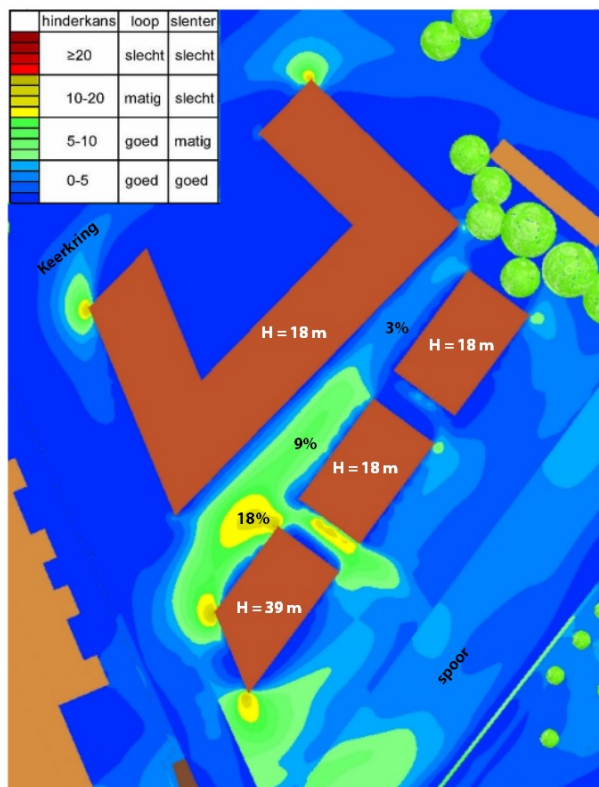 hinderkans loop slenter
≥20 slecht slecht
10-20 matig slecht
5-10 goed matig
0-5 goed goed
Keerkring
H = 18 m
3%
H = 18 m
9%
H = 18 m
18%
H = 39 m
spoor